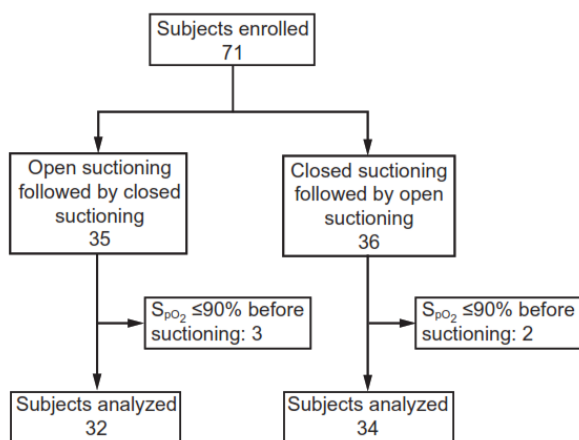 Subjects enrolled
71
Open suctioning
followed by closed
suctioning
35
Closed suctioning
followed by open
suctioning
36
SpO₂ ≤90% before
suctioning: 3
SpO₂ ≤90% before
suctioning: 2
Subjects analyzed
32
Subjects analyzed
34